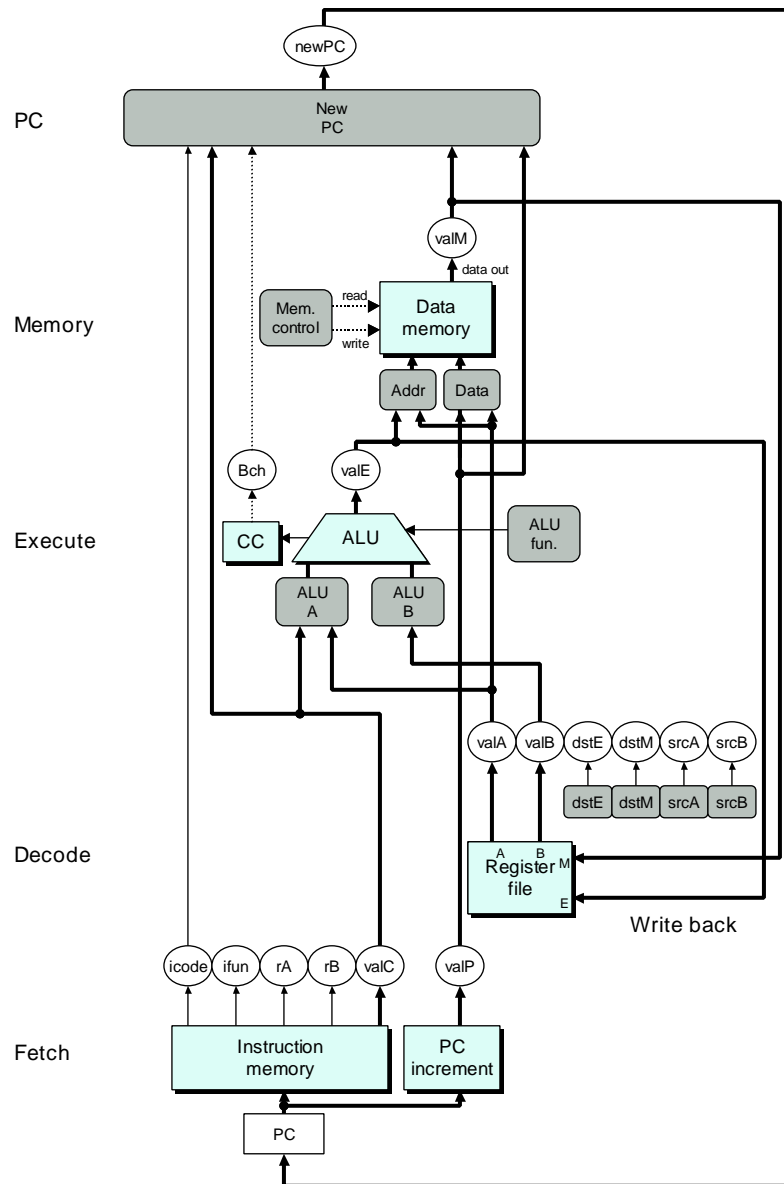 newPC
PC
New
PC
valM
data out
Memory
Mem.
control
read
write
Data
memory
Addr
Data
Bch
valE
Execute
CC
ALU
ALU
fun.
ALU
A
ALU
B
valA
valB
dstE
dstM
srcA
srcB
dstE
dstM
srcA
srcB
Decode
A
B
M
Register
file
E
Write back
icode
ifun
rA
rB
valC
valP
Fetch
Instruction
memory
PC
increment
PC